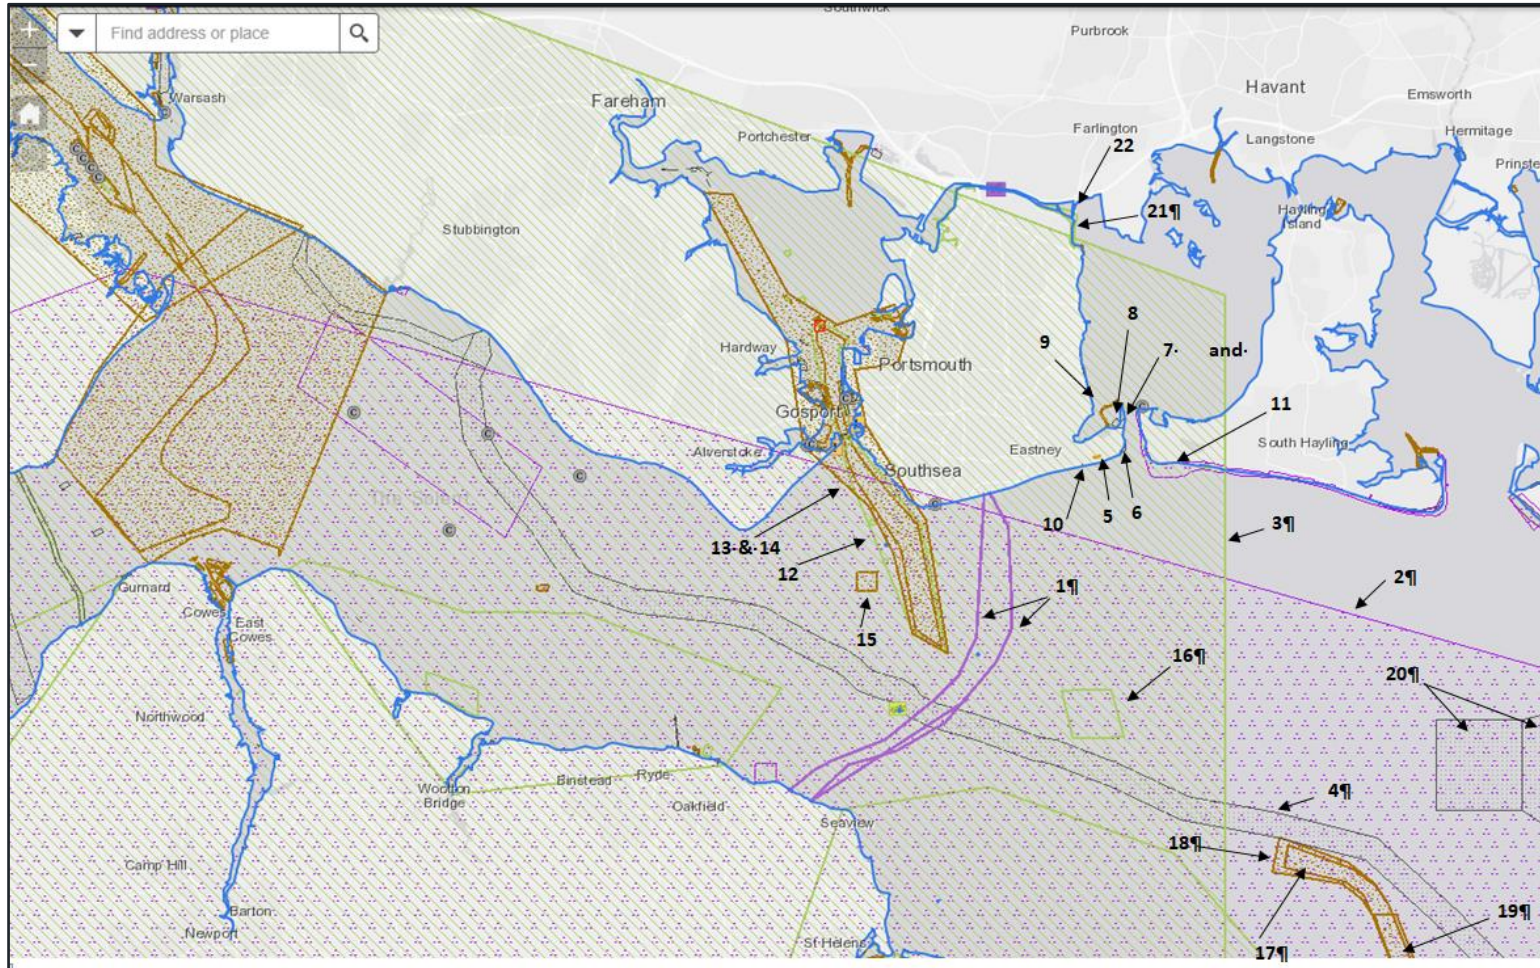 Southwick
Find address or place
Purbrook
Havant
Emsworth
Warsash
Fareham
Portchester
Farlington
22
Langstone
Hermitage
Prinste
21¶
Hayling
Island
Stubbington
8
9
7· and·
Hardway
Portsmouth
Gosport
11
Alverstoke
Eastney
South Hayling
Southsea
10
5
6
3¶
13·&·14
12
2¶
1¶
Gurnard
Cowes
East
Cowes
15
16¶
20¶
Northwood
Wootton
Bridge
Binstead
Ryde
Oakfield
4¶
Seaview
18¶
Camp Hill
Barton
19¶
Newport
St Helens
17¶